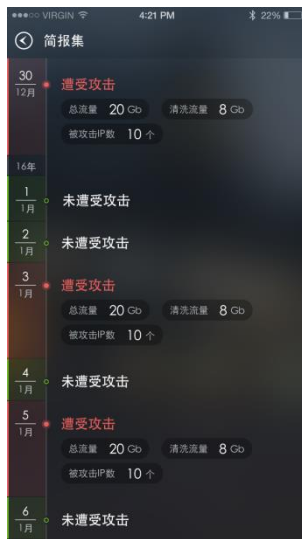 VIRGIN 4:21 PM 22%
简报集
30
12月
遭受攻击
总流量 20 Gb 清洗流量 8 Gb
被攻击IP数 10 个
16年
1
1月
未遭受攻击
2
1月
未遭受攻击
3
1月
遭受攻击
总流量 20 Gb 清洗流量 8 Gb
被攻击IP数 10 个
4
1月
未遭受攻击
5
1月
遭受攻击
总流量 20 Gb 清洗流量 8 Gb
被攻击IP数 10 个
6
1月
未遭受攻击